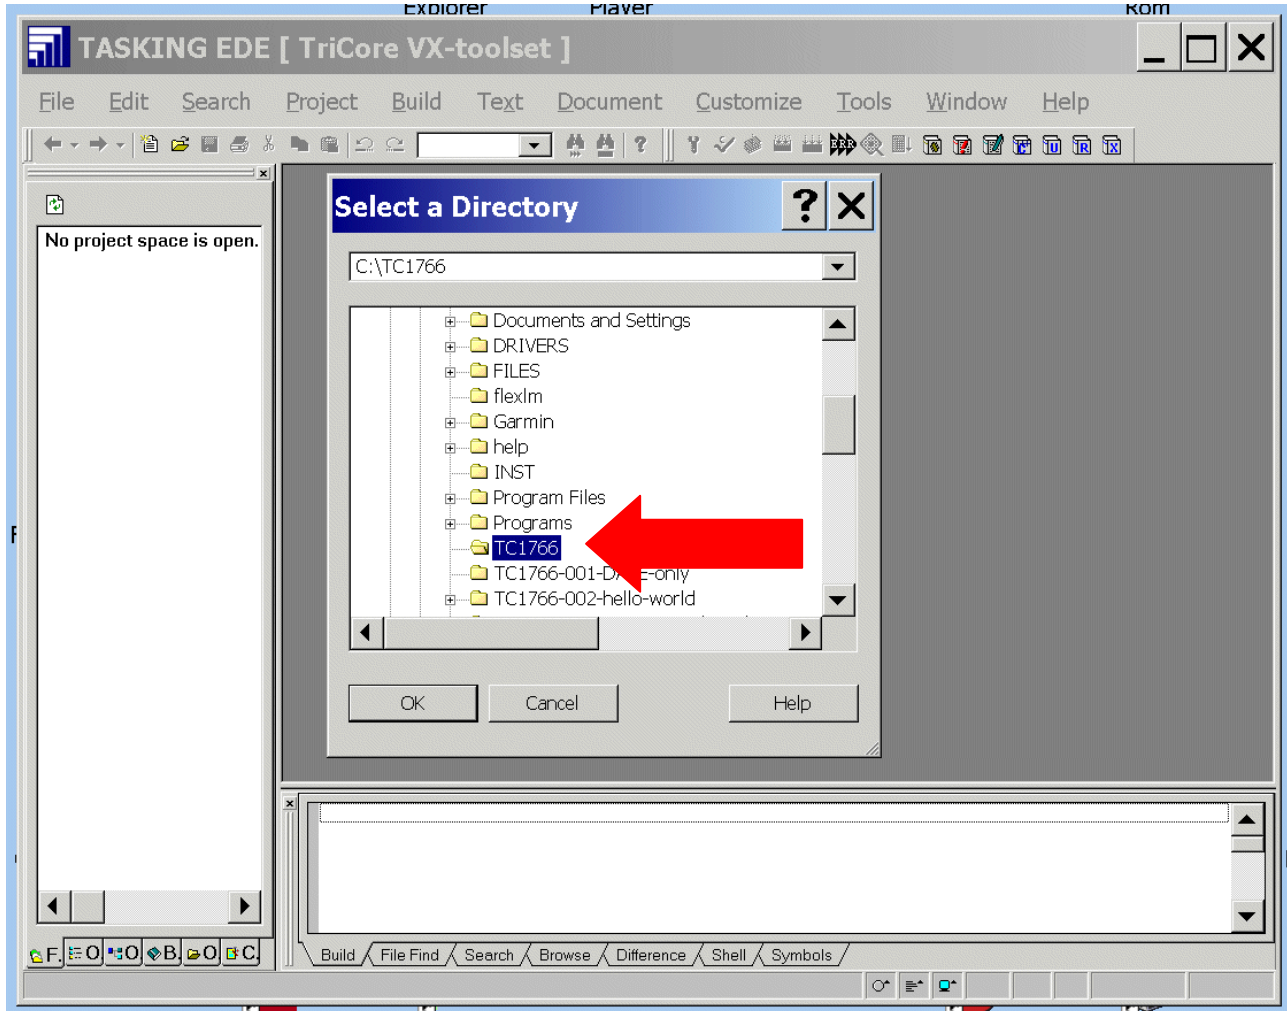 Explorer Player Rom
TASKING EDE [ TriCore VX-toolset ]
File Edit Search Project Build Text Document Customize Tools Window Help
No project space is open.
Select a Directory
C:\TC1766
Documents and Settings
DRIVERS
FILES
flexlm
Garmin
help
INST
Program Files
Programs
TC1766
TC1766-001-DAvE-only
TC1766-002-hello-world
OK Cancel Help
F. O O B. O C.
Build File Find Search Browse Difference Shell Symbols